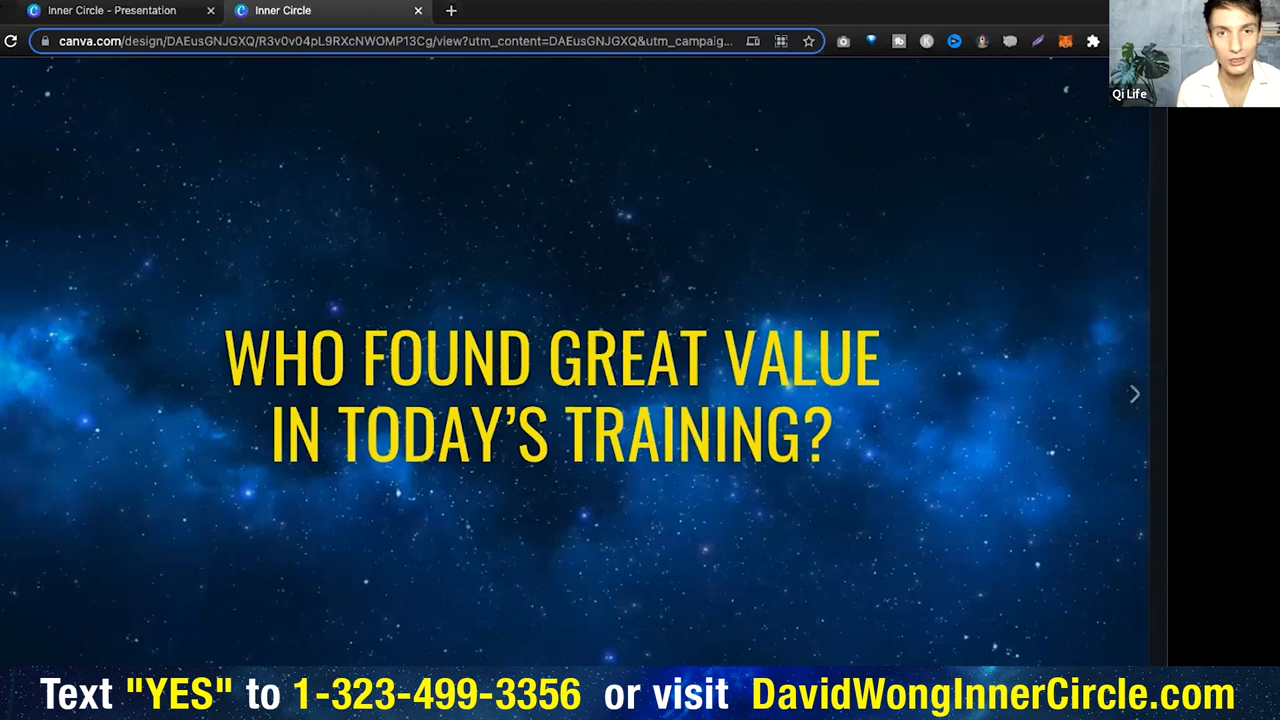 Inner Circle - Presentation
Inner Circle
canva.com/design/DAEusGNJGXQ/R3v0v04pL9RXcNWOMP13Cg/view?utm_content=DAEusGNJGXQ&utm_campaig...
Qi Life
WHO FOUND GREAT VALUE
IN TODAY'S TRAINING?
Text "YES" to 1-323-499-3356 or visit DavidWongInnerCircle.com